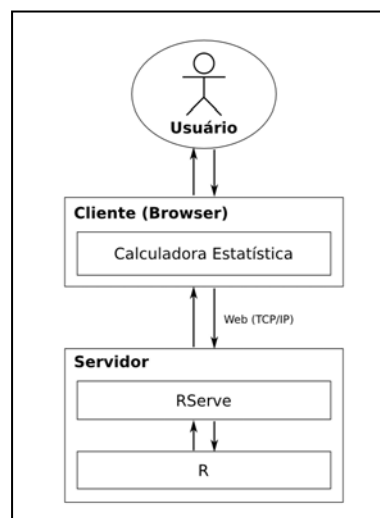 Usuário
Cliente (Browser)
Calculadora Estatística
Web (TCP/IP)
Servidor
RServe
R